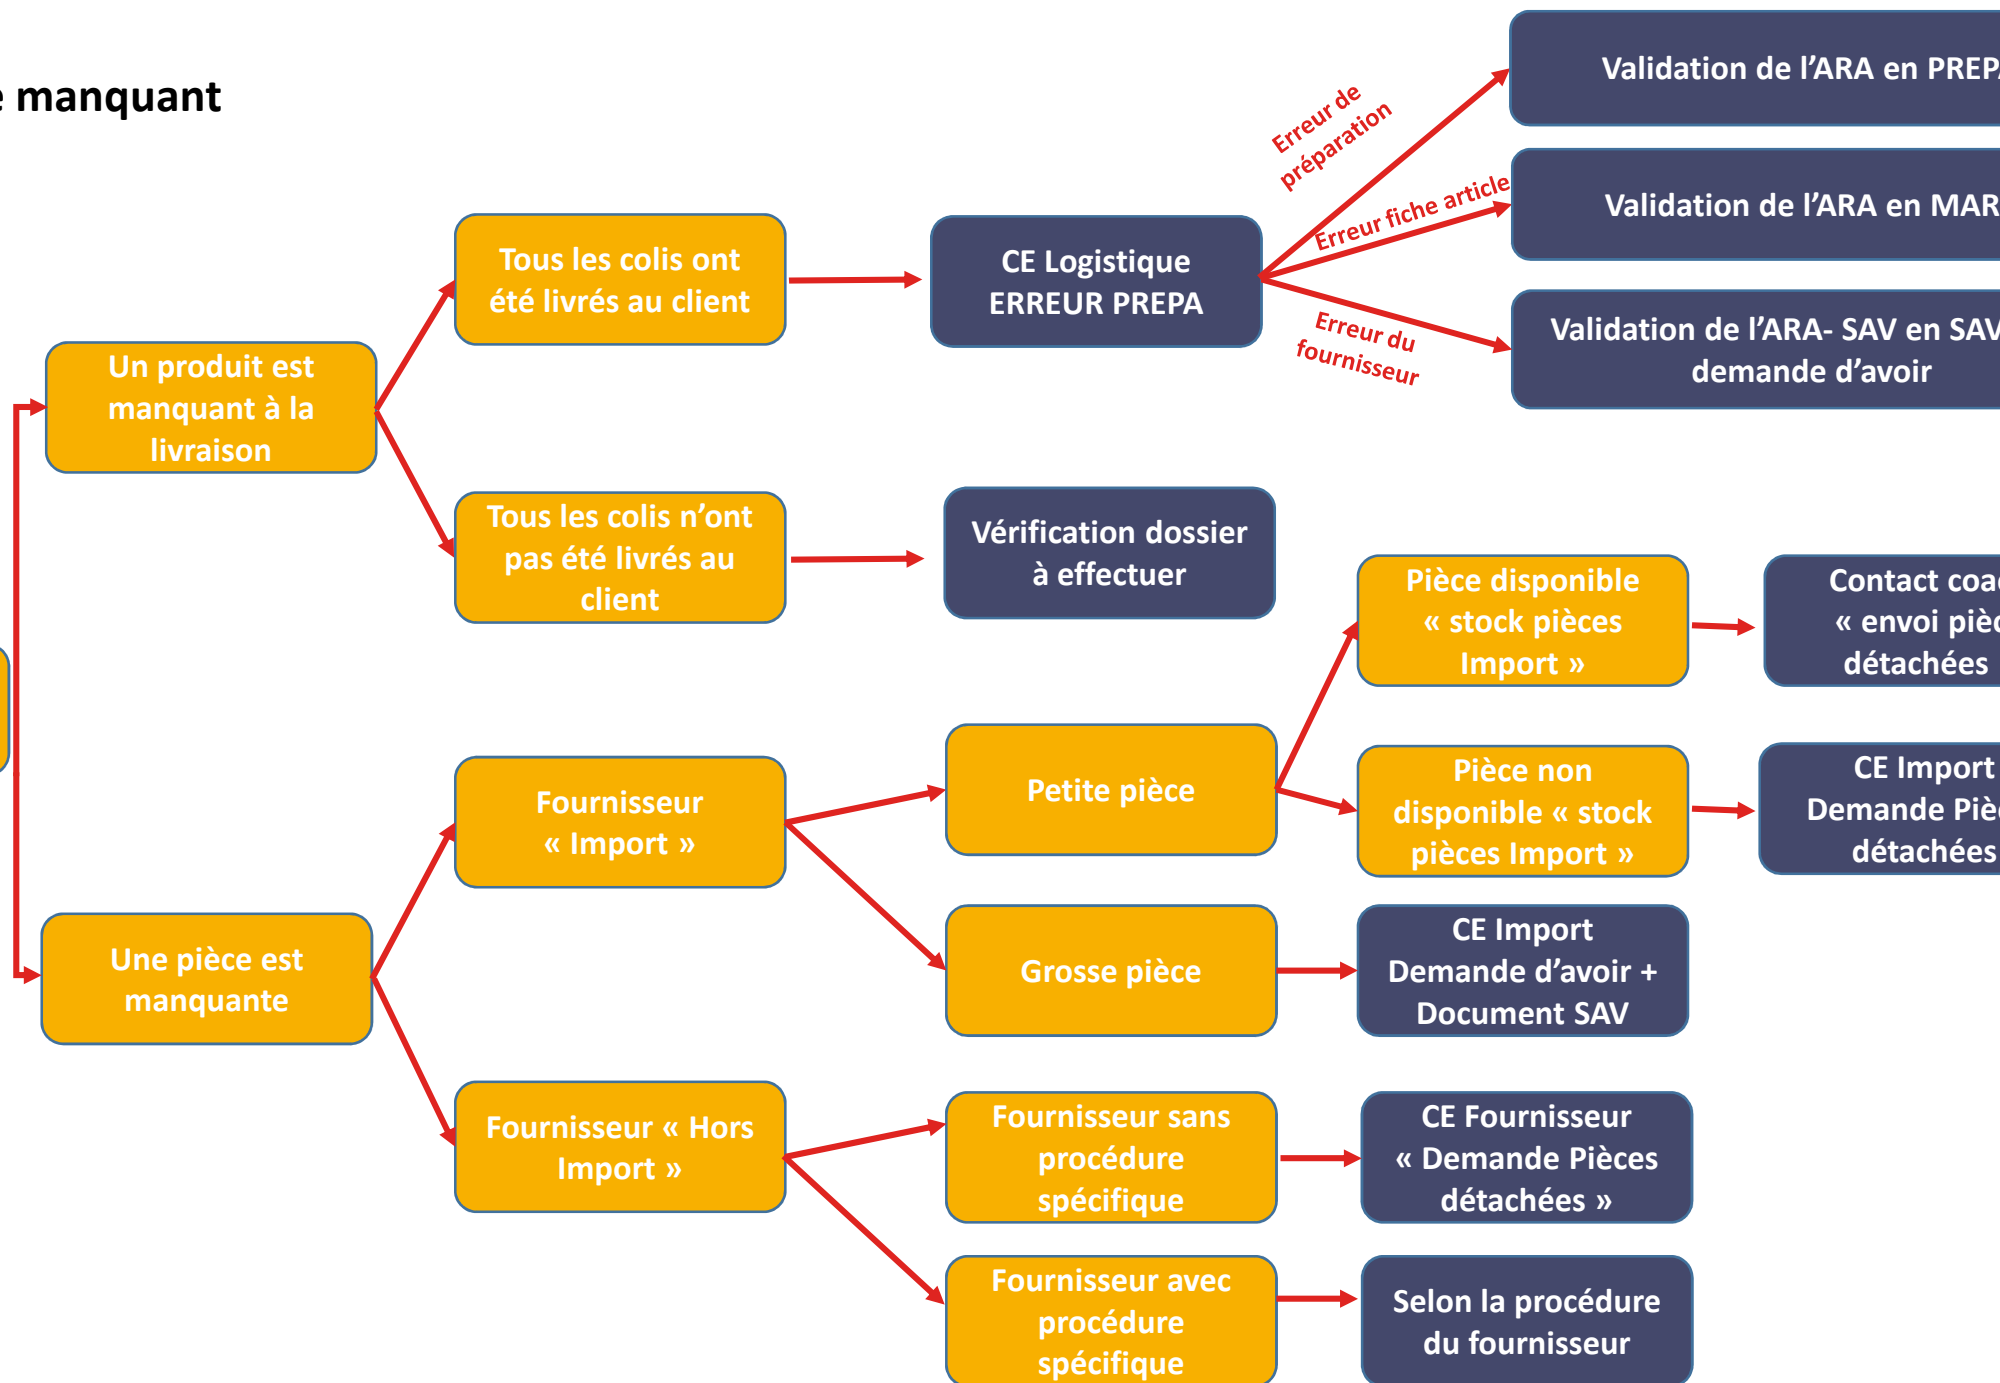 manquant
Validation de l’ARA en
Erreur de
préparation
Erreur fiche article
Validation de l’ARA en
Tous les colis ont
été livrés au client
CE Logistique
ERREUR PREPA
Erreur du
fournisseur
Validation de l’ARA- SAV en SAV
demande d’avoir
Un produit est
manquant à la
livraison
Tous les colis n’ont
pas été livrés au
client
Vérification dossier
à effectuer
Pièce disponible
« stock pièces
Import »
Contact
« envoi
détachées
Fournisseur
« Import »
Petite pièce
Pièce non
disponible « stock
pièces Import »
CE Import
Demande
détachées
Une pièce est
manquante
Grosse pièce
CE Import
Demande d’avoir +
Document SAV
Fournisseur « Hors
Import »
Fournisseur sans
procédure
spécifique
CE Fournisseur
« Demande Pièces
détachées »
Fournisseur avec
procédure
spécifique
Selon la procédure
du fournisseur